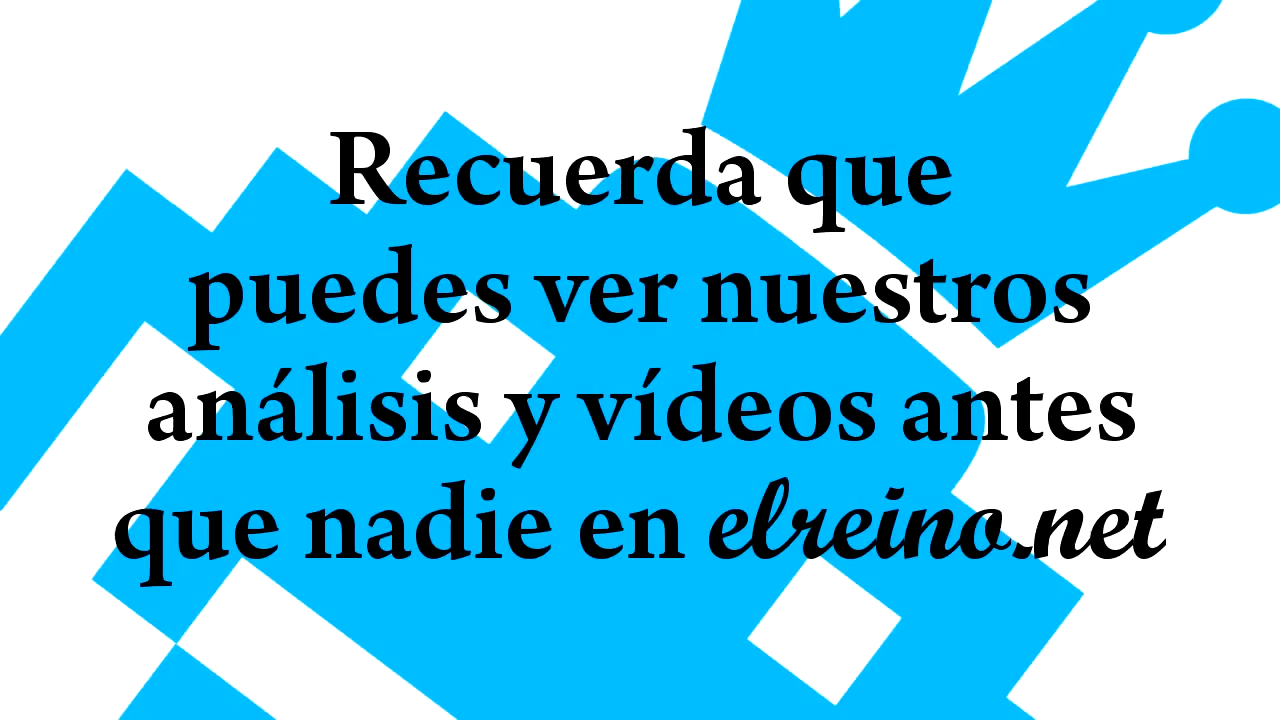 Recuerda que
puedes ver nuestros
análisis y vídeos antes
que nadie en elreino.net